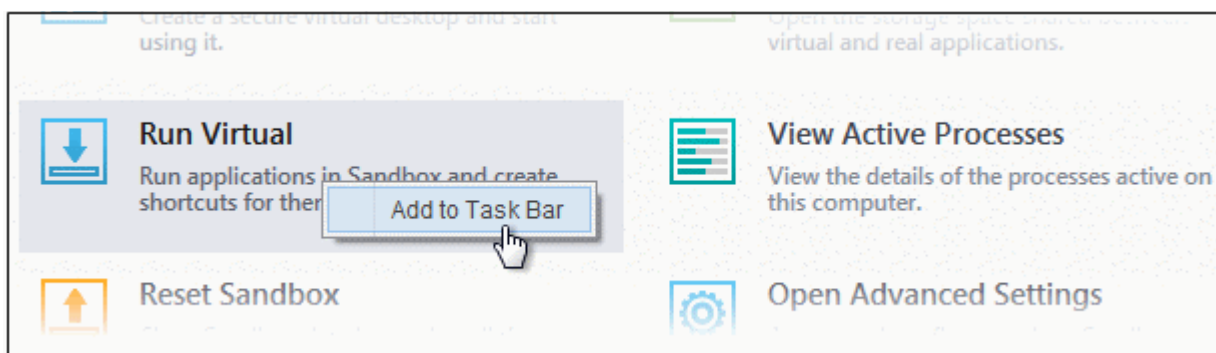 Create a secure virtual desktop and start
using it.
Open the storage space shared between
virtual and real applications.
Run Virtual
Run applications in Sandbox and create
shortcuts for ther
Add to Task Bar
View Active Processes
View the details of the processes active on
this computer.
Reset Sandbox
Open Advanced Settings